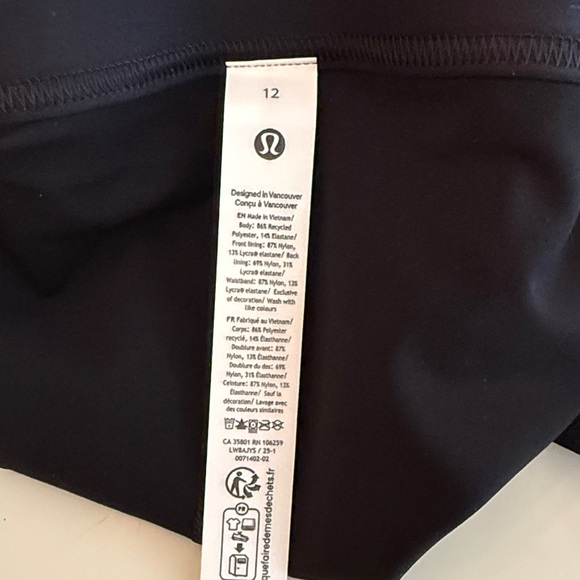 12
Designed in Vancouver
Conçu à Vancouver
EN Made in Vietnam/
Body: 86% Recycled
Polyester, 14% Elastane/
Front lining: 87% Nylon,
13% Lycra® elastane/ Back
lining: 69% Nylon, 31%
Lycra® elastane/
Waistband: 87% Nylon, 13%
Lycra® elastane/ Exclusive
of decoration/ Wash with
like colours
FR Fabriqué au Vietnam/
Corps: 86% Polyester
recyclé, 14% Élasthanne/
Doublure avant: 87%
Nylon, 13% Élasthanne/
Doublure du dos: 69%
Nylon, 31% Élasthanne/
Ceinture: 87% Nylon, 13%
Élasthanne/ Sauf la
décoration/ Lavage avec
des couleurs similaires
CA 35801 RN 106259
LW8AJYS / 25-1
0071402-02
FR
quefairedemesdechets.fr